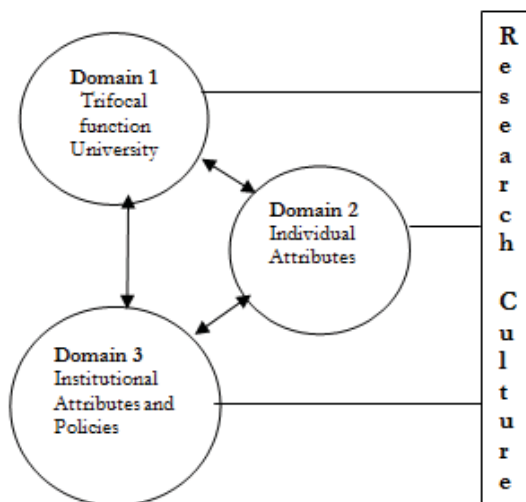 Domain 1
Trifocal
function
University
Domain 2
Individual
Attributes
Domain 3
Institutional
Attributes and
Policies
R
e
s
e
a
r
c
h
C
u
l
t
u
r
e